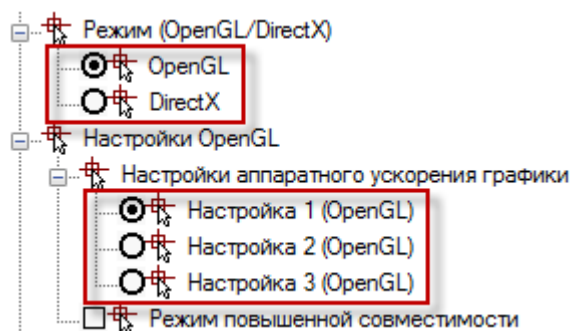 Режим (OpenGL/DirectX)
OpenGL
DirectX
Настройки OpenGL
Настройки аппаратного ускорения графики
Настройка 1 (OpenGL)
Настройка 2 (OpenGL)
Настройка 3 (OpenGL)
Режим повышенной совместимости